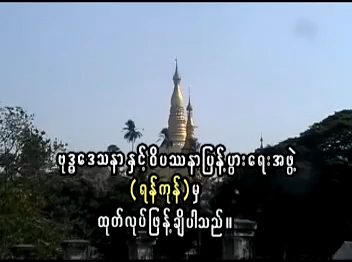 ဗုဒ္ဓဒေသနာ့နှင့်ဝိပဿနာပြန့်ပွားရေးအဖွဲ့
(ရန်ကုန်)မှ
ထုတ်လုပ်ဖြန့်ချိပါသည်။